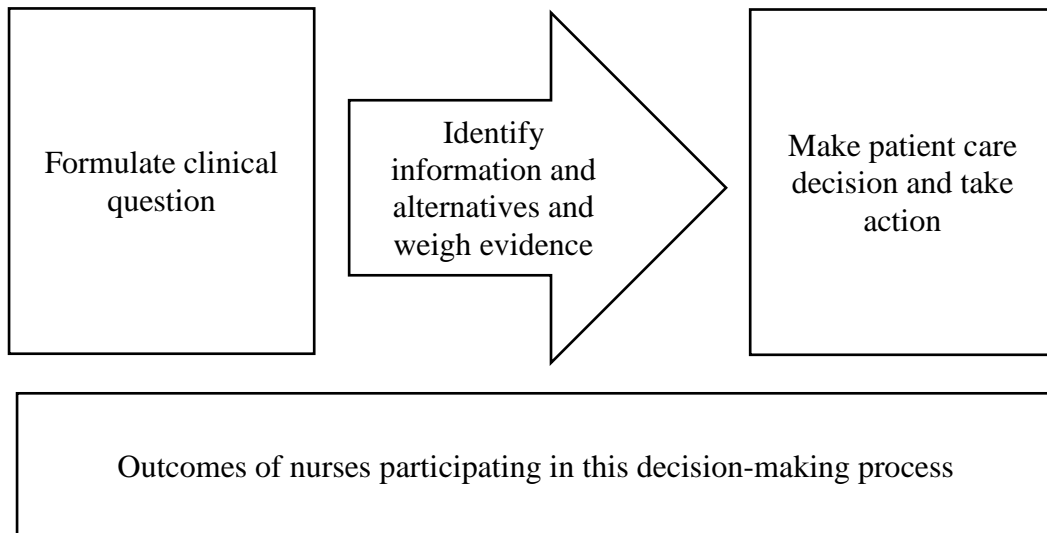 Formulate clinical
question
Identify
information and
alternatives and
weigh evidence
Make patient care
decision and take
action
Outcomes of nurses participating in this decision-making process